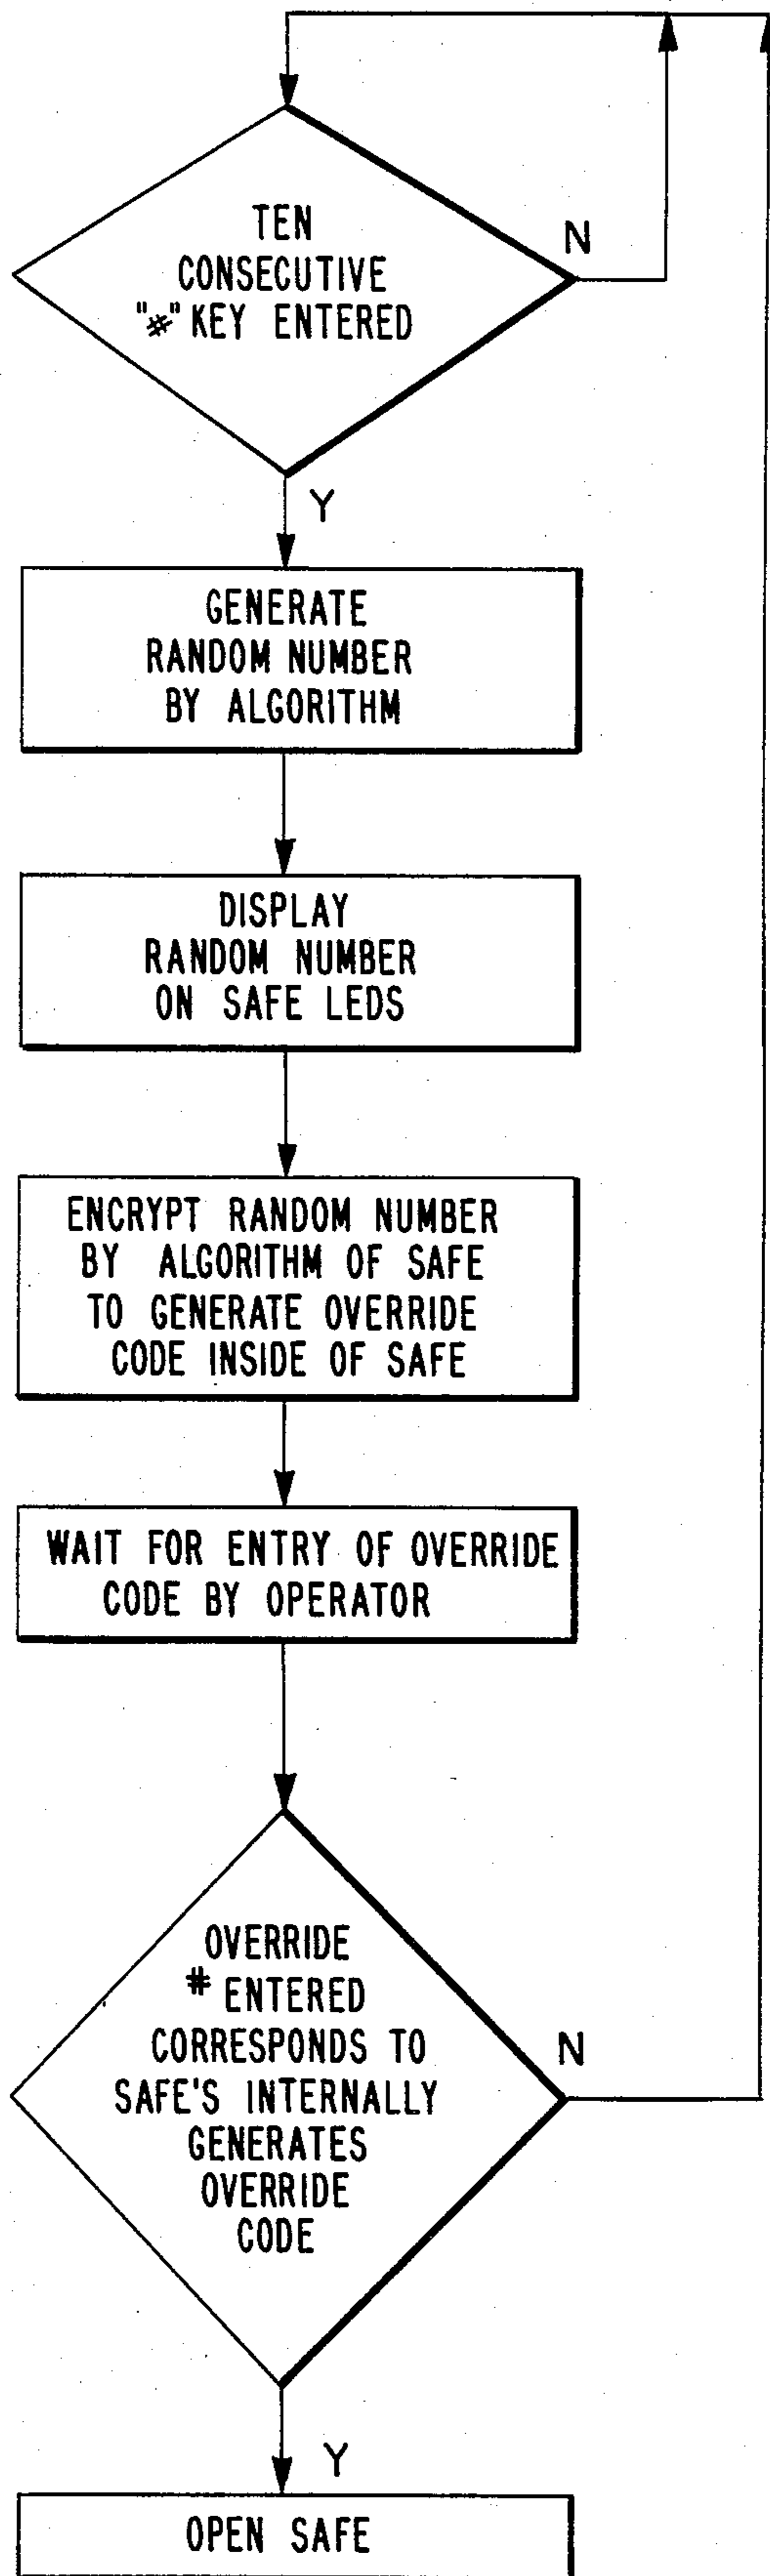 TEN
CONSECUTIVE
"#" KEY ENTERED
N
Y
GENERATE
RANDOM NUMBER
BY ALGORITHM
DISPLAY
RANDOM NUMBER
ON SAFE LEDS
ENCRYPT RANDOM NUMBER
BY ALGORITHM OF SAFE
TO GENERATE OVERRIDE
CODE INSIDE OF SAFE
WAIT FOR ENTRY OF OVERRIDE
CODE BY OPERATOR
OVERRIDE
# ENTERED
CORRESPONDS TO
SAFE'S INTERNALLY
GENERATES
OVERRIDE
CODE
N
Y
OPEN SAFE